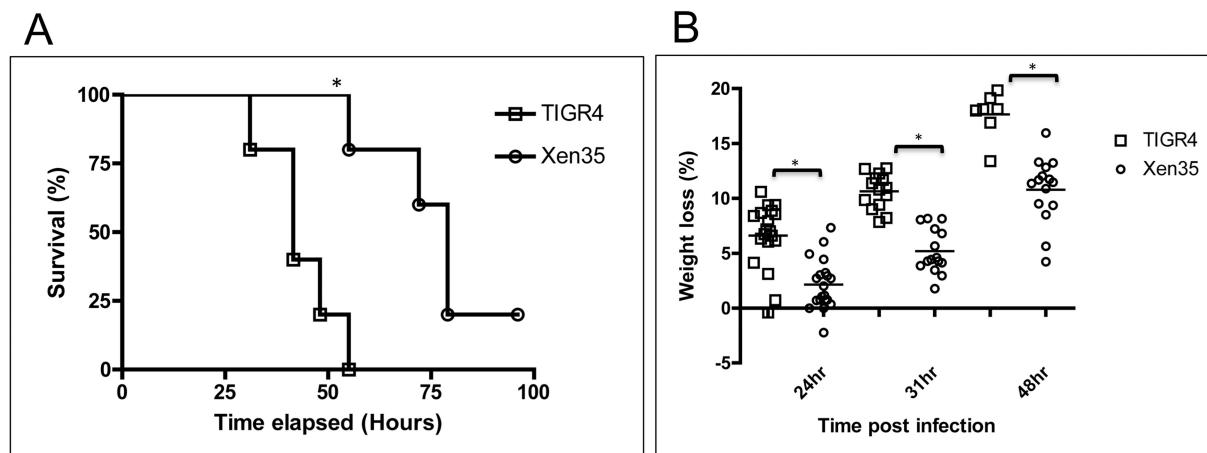 A
*
100
75
50
25
0
Survival (%)
0 25 50 75 100
Time elapsed (Hours)
TIGR4
Xen35
B
*
*
*
20
15
10
5
0
-5
Weight loss (%)
24hr 31hr 48hr
Time post infection
TIGR4
Xen35